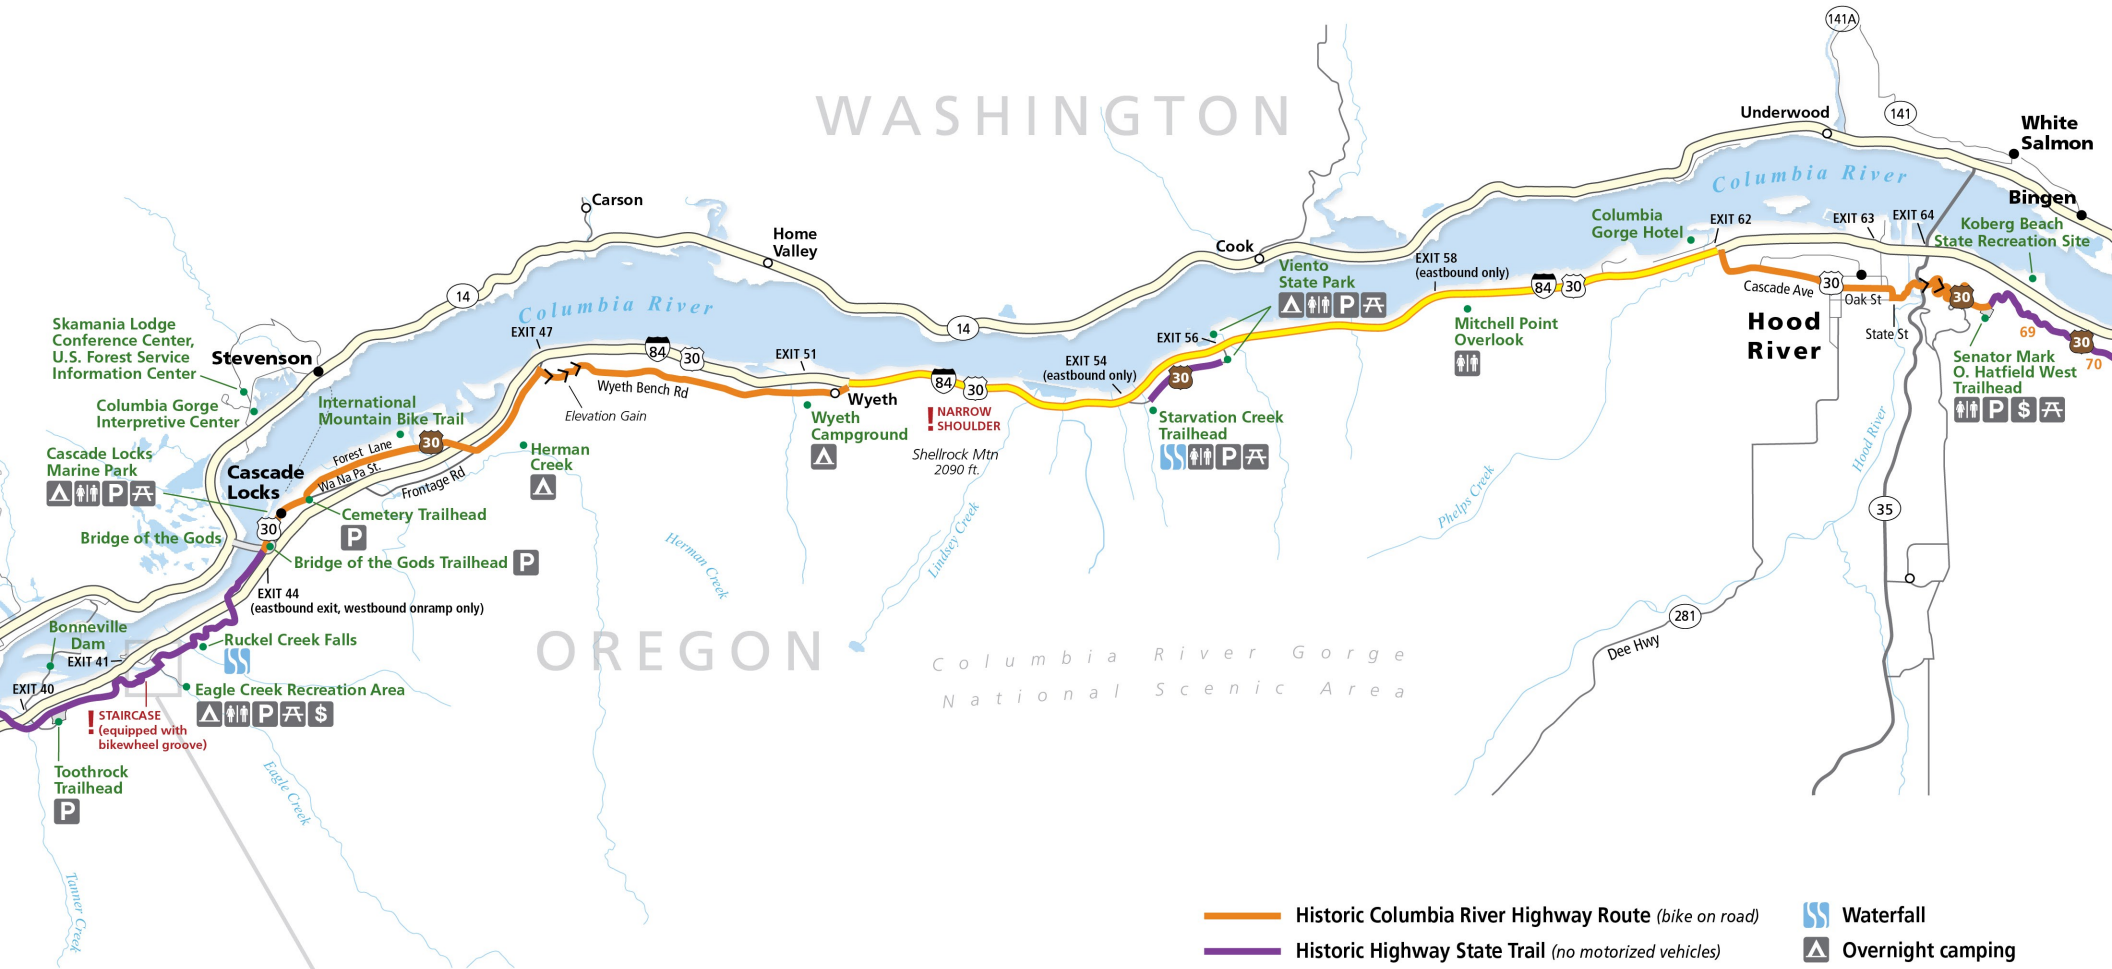 141A
WASHINGTON
Underwood
141
White
Salmon
Columbia River
Bingen
Carson
Home
Valley
Cook
Columbia
Gorge Hotel
EXIT 62
EXIT 63
EXIT 64
Koberg Beach
State Recreation Site
EXIT 58
(eastbound only)
Viento
State Park
P
84
30
Cascade Ave
30
Oak St
State St
30
Hood
River
69
30
70
Senator Mark
O. Hatfield West
Trailhead
P $
Mitchell Point
Overlook
14
Columbia River
14
EXIT 47
84
30
EXIT 51
EXIT 54
(eastbound only)
EXIT 56
30
84
30
Wyeth Bench Rd
Elevation Gain
Wyeth
Wyeth
Campground
! NARROW
SHOULDER
Shellrock Mtn
2090 ft.
Starvation Creek
Trailhead
P
Skamania Lodge
Conference Center,
U.S. Forest Service
Information Center
Stevenson
Columbia Gorge
Interpretive Center
International
Mountain Bike Trail
Forest Lane
30
Wa Na Pa St.
Frontage Rd
Herman
Creek
Cascade Locks
Marine Park
P
Cascade
Locks
30
Cemetery Trailhead
P
Bridge of the Gods
Bridge of the Gods Trailhead P
EXIT 44
(eastbound exit, westbound onramp only)
Herman Creek
Lindsey Creek
Phelps Creek
Hood River
35
281
Dee Hwy
OREGON
Columbia River Gorge
National Scenic Area
Bonneville
Dam
EXIT 41
Ruckel Creek Falls
EXIT 40
Eagle Creek Recreation Area
P $
! STAIRCASE
(equipped with
bikewheel groove)
Toothrock
Trailhead
P
Eagle Creek
Tanner Creek
Historic Columbia River Highway Route (bike on road)
Historic Highway State Trail (no motorized vehicles)
Waterfall
Overnight camping